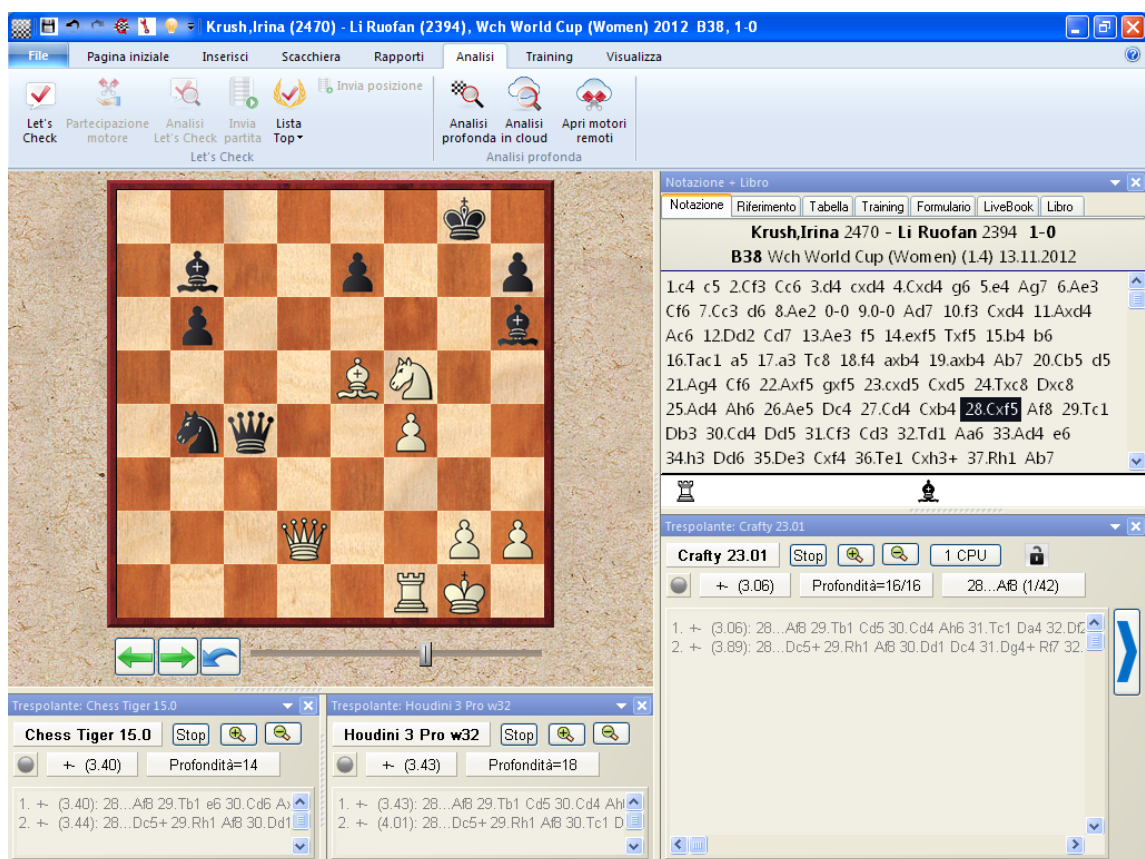 Krush,Irina (2470) - Li Ruofan (2394), Wch World Cup (Women) 2012 B38, 1-0
File Pagina iniziale Inserisci Scacchiera Rapporti Analisi Training Visualizza
Let's Check
Partecipazione motore
Analisi Let's Check
Invia partita
Lista Top
Invia posizione
Analisi profonda
Analisi in cloud
Apri motori remoti
Let's Check
Analisi profonda
Notazione + Libro
Notazione Riferimento Tabella Training Formulario LiveBook Libro
Krush,Irina 2470 - Li Ruofan 2394 1-0
B38 Wch World Cup (Women) (1.4) 13.11.2012
1.c4 c5 2.Cf3 Cc6 3.d4 cxd4 4.Cxd4 g6 5.e4 Ag7 6.Ae3
Cf6 7.Cc3 d6 8.Ae2 0-0 9.0-0 Ad7 10.f3 Cxd4 11.Axd4
Ac6 12.Dd2 Cd7 13.Ae3 f5 14.exf5 Txf5 15.b4 b6
16.Tac1 a5 17.a3 Tc8 18.f4 axb4 19.axb4 Ab7 20.Cb5 d5
21.Ag4 Cf6 22.Axf5 gxf5 23.cxd5 Cxd5 24.Txc8 Dxc8
25.Ad4 Ah6 26.Ae5 Dc4 27.Cd4 Cxb4 28.Cxf5 Af8 29.Tc1
Db3 30.Cd4 Dd5 31.Cf3 Cd3 32.Td1 Aa6 33.Ad4 e6
34.h3 Dd6 35.De3 Cxf4 36.Te1 Cxh3+ 37.Rh1 Ab7
Trespolante: Crafty 23.01
Crafty 23.01 Stop 1 CPU
+- (3.06) Profondità=16/16 28...Af8 (1/42)
1. +- (3.06): 28...Af8 29.Tb1 Cd5 30.Cd4 Ah6 31.Tc1 Da4 32.Df2
2. +- (3.89): 28...Dc5+ 29.Rh1 Af8 30.Dd1 Dc4 31.Dg4+ Rf7 32.
Trespolante: Chess Tiger 15.0
Chess Tiger 15.0 Stop
+- (3.40) Profondità=14
1. +- (3.40): 28...Af8 29.Tb1 e6 30.Cd6
2. +- (3.44): 28...Dc5+ 29.Rh1 Af8 30.Dd1
Trespolante: Houdini 3 Pro w32
Houdini 3 Pro w32 Stop
+- (3.43) Profondità=18
1. +- (3.43): 28...Af8 29.Tb1 Cd5 30.Cd4
2. +- (4.01): 28...Dc5+ 29.Rh1 Af8 30.Tc1 D